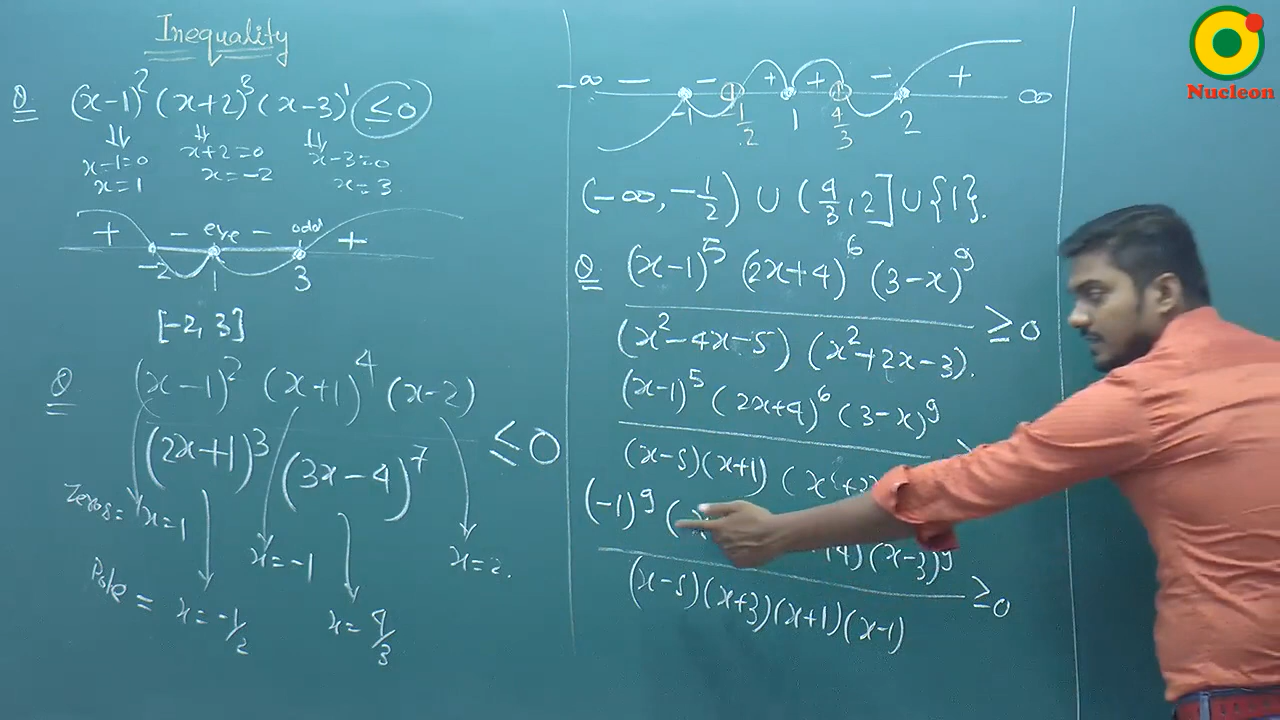 Inequality
Q (x-1)² (x+2)³ (x-3)¹ ≤0
x-1=0 x+2=0 x-3=0
x=1 x=-2 x=3.
+ - eve - odd +
-2 1 3
[-2, 3]
Q (x-1)² (x+1)⁴ (x-2)
(2x+1)³ (3x-4)⁷ ≤0
Zeros= x=1 x=-1 x=2.
Pole = x=-1/2 x=4/3
-∞ - - + + - + ∞
-1 -1/2 1 4/3 2
(-∞, -1/2) ∪ (4/3, 2] ∪ {1}.
Q (x-1)⁵ (2x+4)⁶ (3-x)⁹
(x²-4x-5) (x²+2x-3). ≥0
(x-1)⁵ (2x+4)⁶ (3-x)⁹
(x-5)(x+1) (x²+2
(-1)⁹ (x 4)(x-3)⁹
(x-5)(x+3)(x+1)(x-1) ≥0
Nucleon